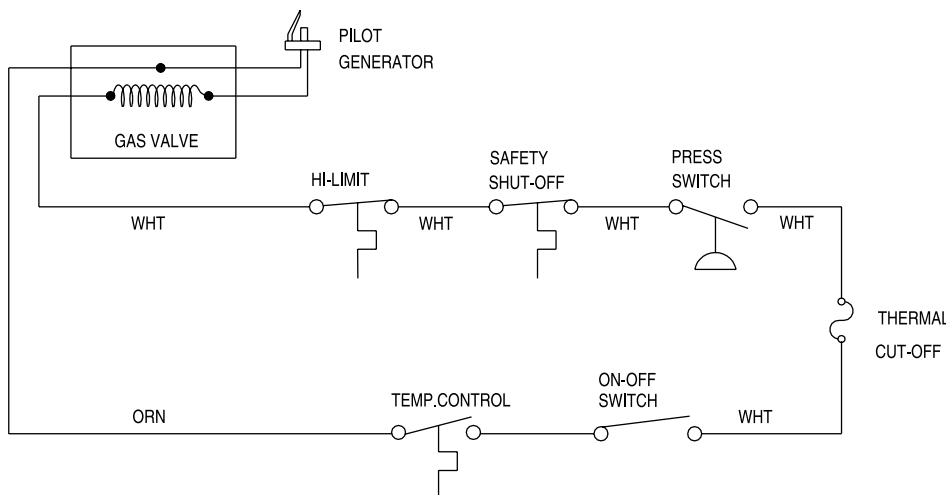 PILOT
GENERATOR
GAS VALVE
HI-LIMIT
SAFETY
SHUT-OFF
PRESS
SWITCH
WHT
WHT
WHT
WHT
THERMAL
CUT-OFF
TEMP.CONTROL
ON-OFF
SWITCH
ORN
WHT